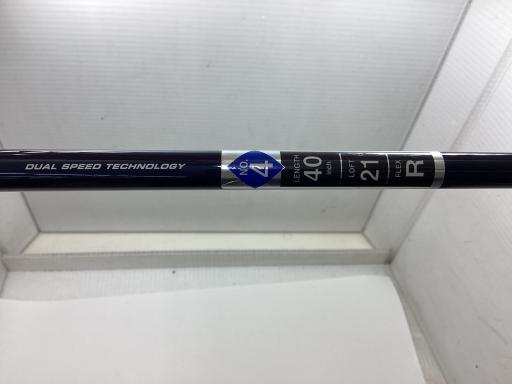 DUAL SPEED TECHNOLOGY
NO. 4
LENGTH 40 inch
LOFT 21
FLEX R